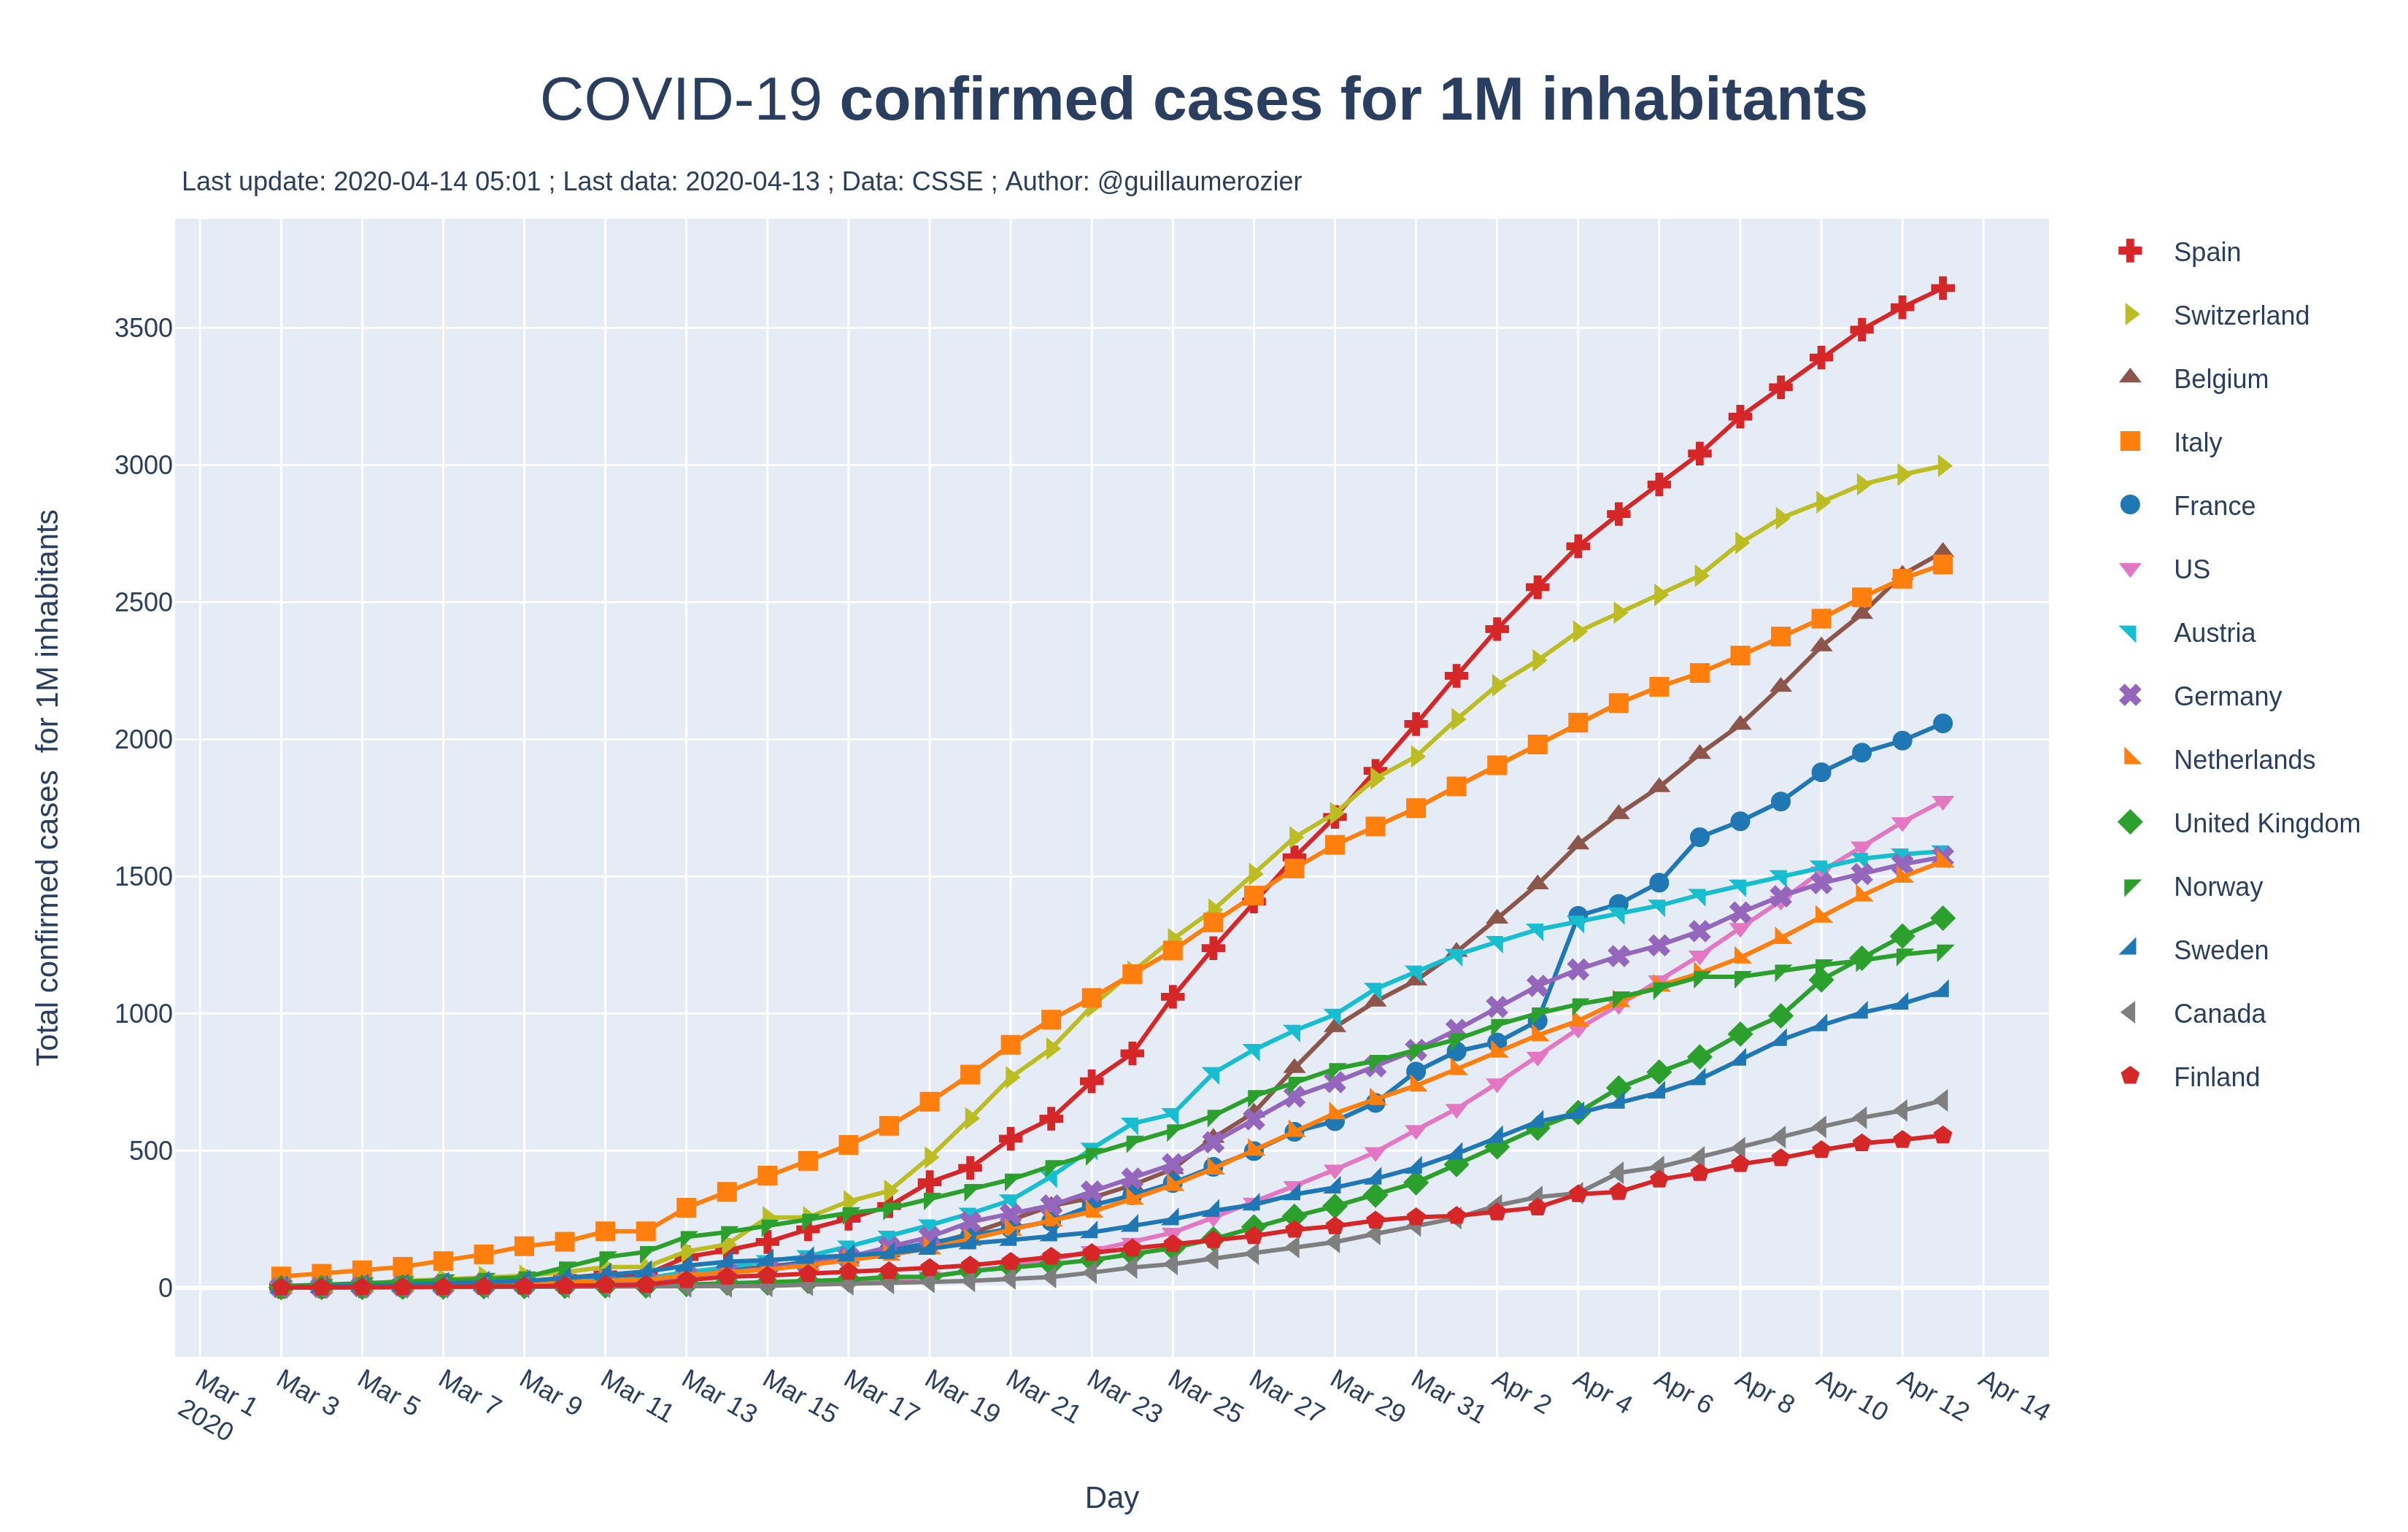 COVID-19 confirmed cases for 1M inhabitants
Last update: 2020-04-14 05:01 ; Last data: 2020-04-13 ; Data: CSSE ; Author: @guillaumerozier
Total confirmed cases for 1M inhabitants
3500
3000
2500
2000
1500
1000
500
0
Mar 1
2020
Mar 3
Mar 5
Mar 7
Mar 9
Mar 11
Mar 13
Mar 15
Mar 17
Mar 19
Mar 21
Mar 23
Mar 25
Mar 27
Mar 29
Mar 31
Apr 2
Apr 4
Apr 6
Apr 8
Apr 10
Apr 12
Apr 14
Day
Spain
Switzerland
Belgium
Italy
France
US
Austria
Germany
Netherlands
United Kingdom
Norway
Sweden
Canada
Finland